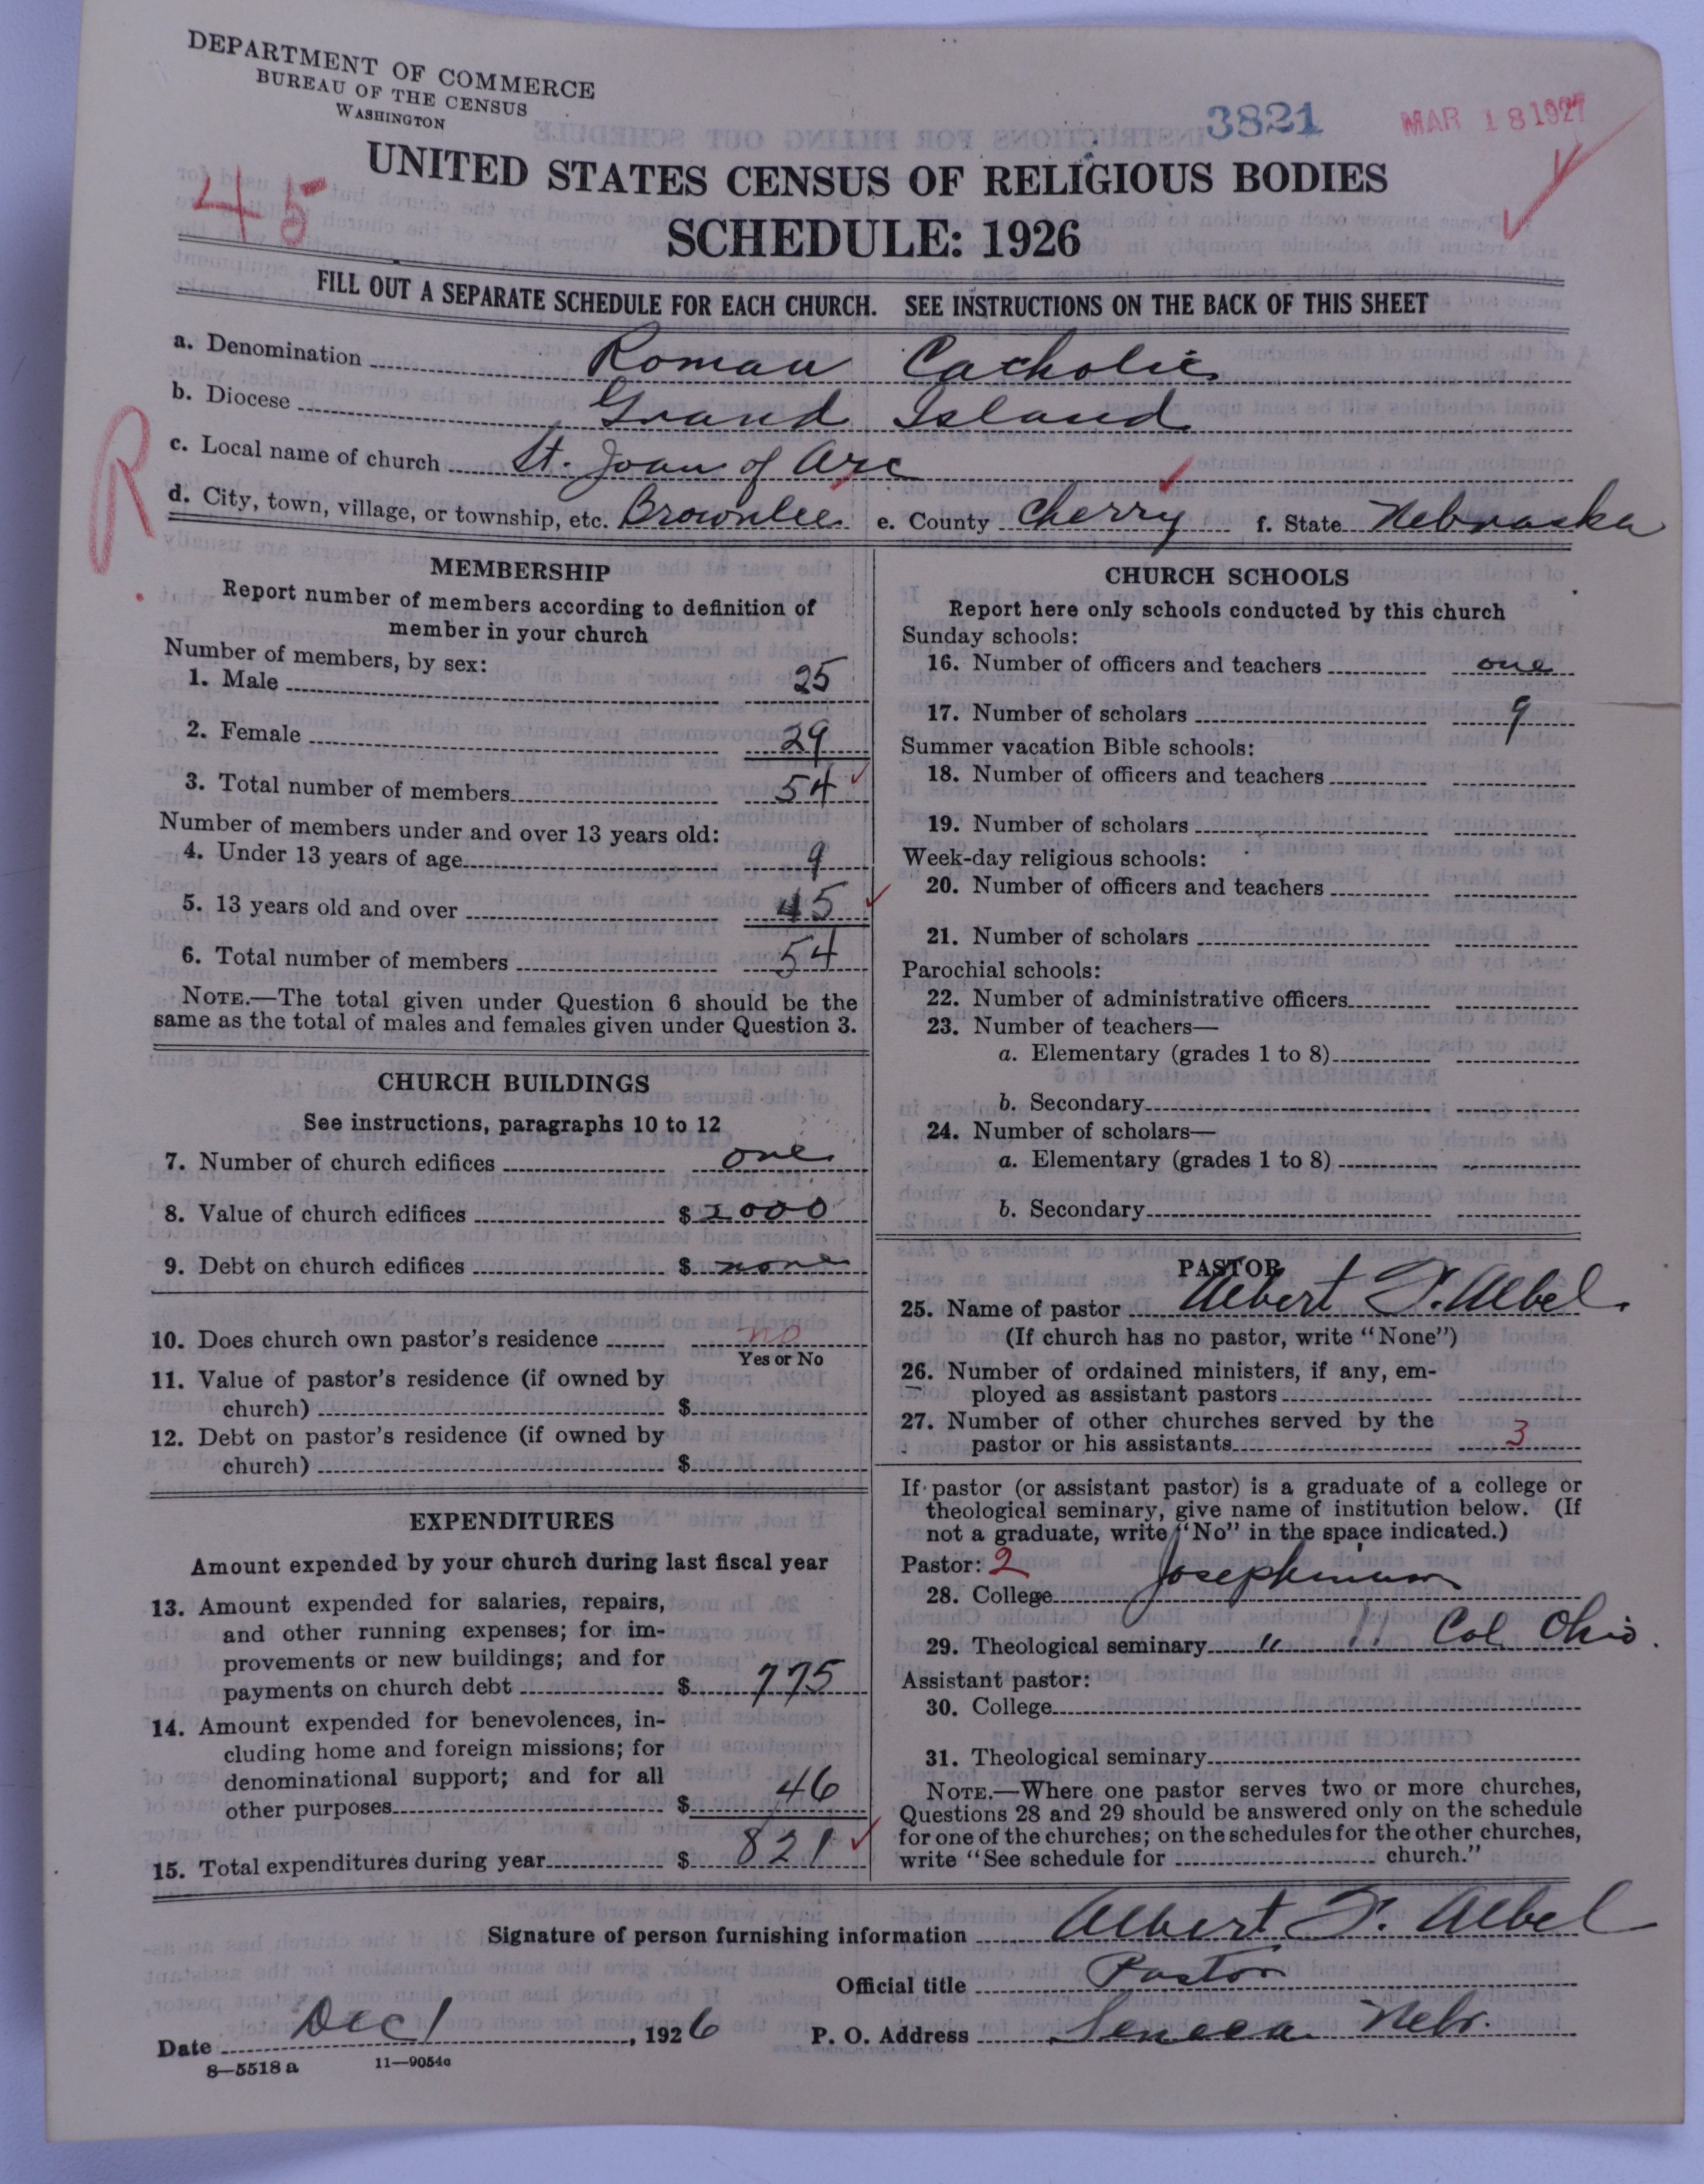 DEPARTMENT OF COMMERCE
BUREAU OF THE CENSUS
WASHINGTON
3821
MAR 18 1927
45
UNITED STATES CENSUS OF RELIGIOUS BODIES
SCHEDULE: 1926
FILL OUT A SEPARATE SCHEDULE FOR EACH CHURCH. SEE INSTRUCTIONS ON THE BACK OF THIS SHEET
a. Denomination Roman Catholic
b. Diocese Grand Island
R
c. Local name of church St. Joan of Arc
d. City, town, village, or township, etc. Brownlee e. County Cherry f. State Nebraska
MEMBERSHIP
Report number of members according to definition of
member in your church
Number of members, by sex:
1. Male 25
2. Female 29
3. Total number of members 54
Number of members under and over 13 years old:
4. Under 13 years of age 9
5. 13 years old and over 45
6. Total number of members 54
NOTE.—The total given under Question 6 should be the
same as the total of males and females given under Question 3.
CHURCH BUILDINGS
See instructions, paragraphs 10 to 12
7. Number of church edifices one
8. Value of church edifices $2000
9. Debt on church edifices $none
10. Does church own pastor's residence no
Yes or No
11. Value of pastor's residence (if owned by
church) $
12. Debt on pastor's residence (if owned by
church) $
EXPENDITURES
Amount expended by your church during last fiscal year
13. Amount expended for salaries, repairs,
and other running expenses; for im-
provements or new buildings; and for
payments on church debt $ 775
14. Amount expended for benevolences, in-
cluding home and foreign missions; for
denominational support; and for all
other purposes $ 46
15. Total expenditures during year $ 821
CHURCH SCHOOLS
Report here only schools conducted by this church
Sunday schools:
16. Number of officers and teachers one
17. Number of scholars 9
Summer vacation Bible schools:
18. Number of officers and teachers
19. Number of scholars
Week-day religious schools:
20. Number of officers and teachers
21. Number of scholars
Parochial schools:
22. Number of administrative officers
23. Number of teachers—
a. Elementary (grades 1 to 8)
b. Secondary
24. Number of scholars—
a. Elementary (grades 1 to 8)
b. Secondary
PASTOR
25. Name of pastor Albert T. Albel.
(If church has no pastor, write "None")
26. Number of ordained ministers, if any, em-
ployed as assistant pastors
27. Number of other churches served by the
pastor or his assistants 3
If pastor (or assistant pastor) is a graduate of a college or
theological seminary, give name of institution below. (If
not a graduate, write "No" in the space indicated.)
Pastor: 2
28. College Josephinum
29. Theological seminary " " Col Ohio.
Assistant pastor:
30. College
31. Theological seminary
NOTE.—Where one pastor serves two or more churches,
Questions 28 and 29 should be answered only on the schedule
for one of the churches; on the schedules for the other churches,
write "See schedule for church."
Signature of person furnishing information Albert T. Albel
Official title Pastor
Date Dec 1, 1926 P. O. Address Seneca Nebr.
8—5518 a 11—9054a